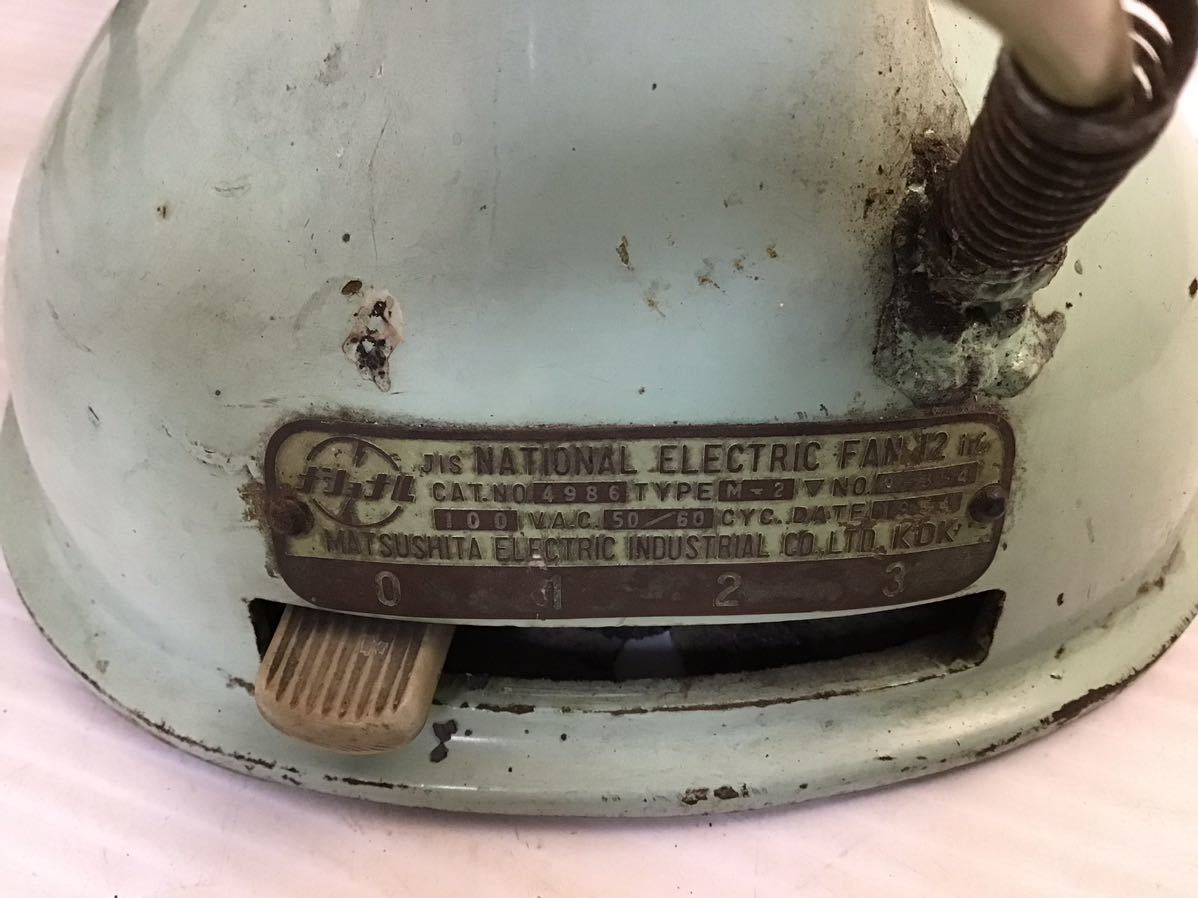 ナショナル
JIS NATIONAL ELECTRIC FAN 12 in.
CAT.NO. 4986 TYPE M-2 ▽ NO.
100 V.A.C. 50/60 CYC. DATE
MATSUSHITA ELECTRIC INDUSTRIAL CO.,LTD. KDK
0 1 2 3